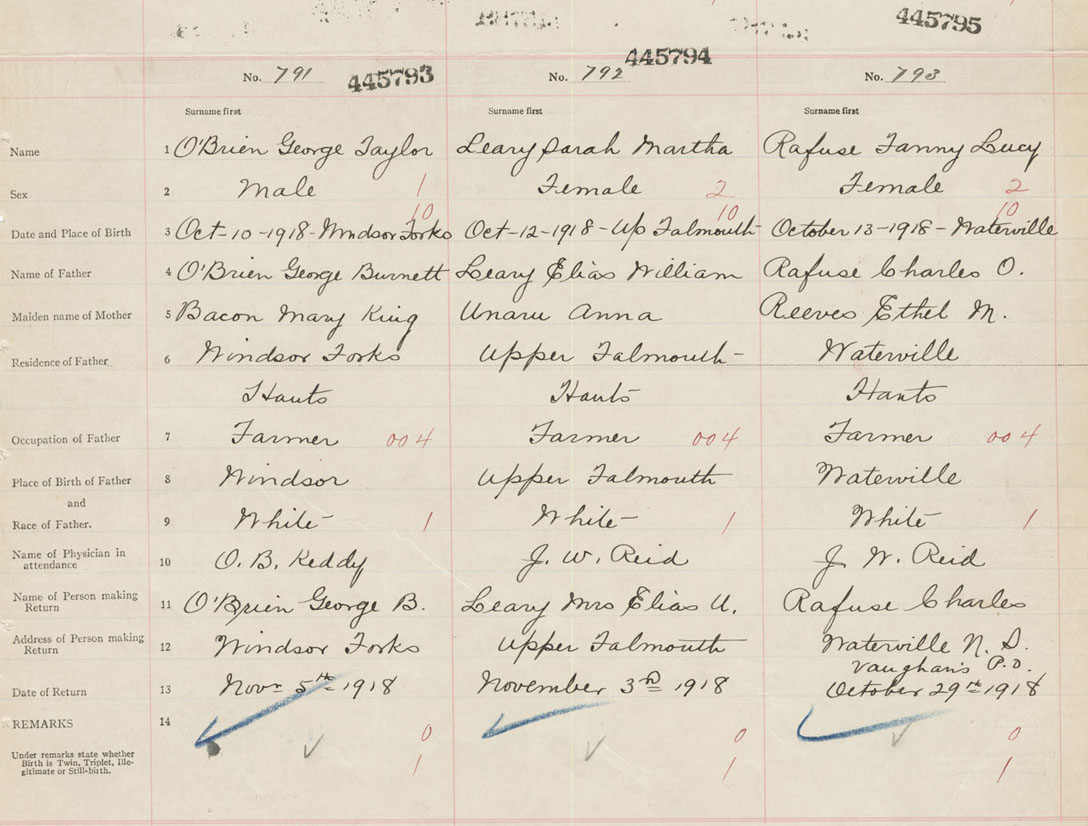 445795
445794
No. 791 445793 No. 792 No. 793
Surname first Surname first Surname first
Name 1 O'Brien George Taylor Leary Sarah Martha Rafuse Fanny Lucy
Sex 2 Male 1 Female 2 Female 2
10 10 10
Date and Place of Birth 3 Oct-10-1918-Windsor Forks Oct-12-1918-Up Falmouth October 13-1918-Waterville
Name of Father 4 O'Brien George Burnett Leary Elias William Rafuse Charles O.
Maiden name of Mother 5 Bacon Mary King Anna Reeves Ethel M.
Residence of Father 6 Windsor Forks Upper Falmouth Waterville
Hants Hants Hants
Occupation of Father 7 Farmer 004 Farmer 004 Farmer 004
Place of Birth of Father 8 Windsor Upper Falmouth Waterville
and
Race of Father. 9 White 1 White 1 White 1
Name of Physician in attendance 10 O. B. Keddy J. W. Reid J. W. Reid
Name of Person making Return 11 O'Brien George B. Leary Mrs Elias U. Rafuse Charles
Address of Person making Return 12 Windsor Forks Upper Falmouth Waterville N. S.
Vaughan's P.O.
Date of Return 13 Novr 5th 1918 November 3rd 1918 October 29th 1918
REMARKS 14 0 0 0
Under remarks state whether
Birth is Twin, Triplet, Ille-
gitimate or Still-birth.
1 1 1